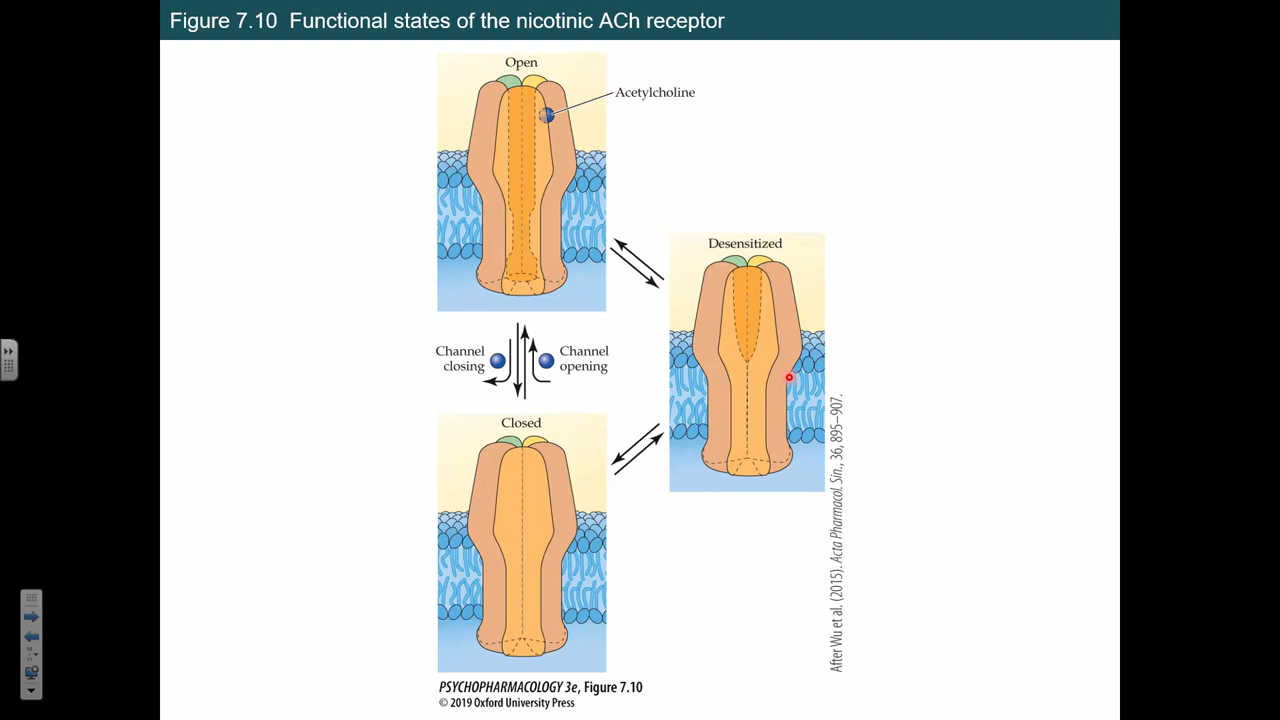 Figure 7.10 Functional states of the nicotinic ACh receptor
Open
Acetylcholine
Desensitized
Channel
closing
Channel
opening
Closed
After Wu et al. (2015). Acta Pharmacol. Sin., 36, 895–907.
PSYCHOPHARMACOLOGY 3e, Figure 7.10
© 2019 Oxford University Press